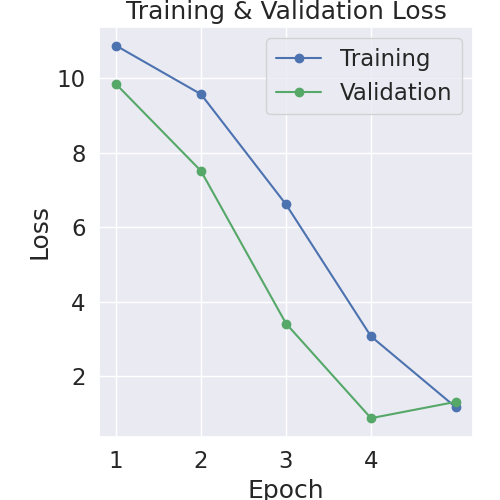 Training & Validation Loss
Training
Validation
Loss
10
8
6
4
2
1 2 3 4
Epoch